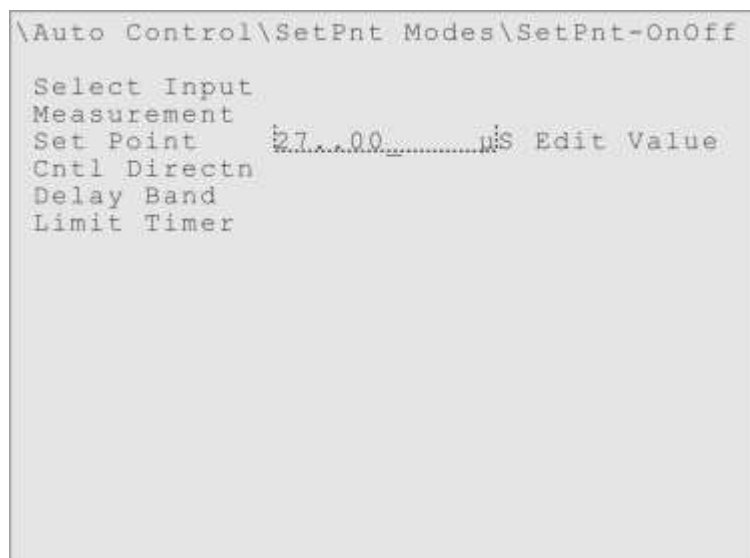 \Auto Control\SetPnt Modes\SetPnt-OnOff
Select Input
Measurement
Set Point 27..00_ µS Edit Value
Cntl Directn
Delay Band
Limit Timer